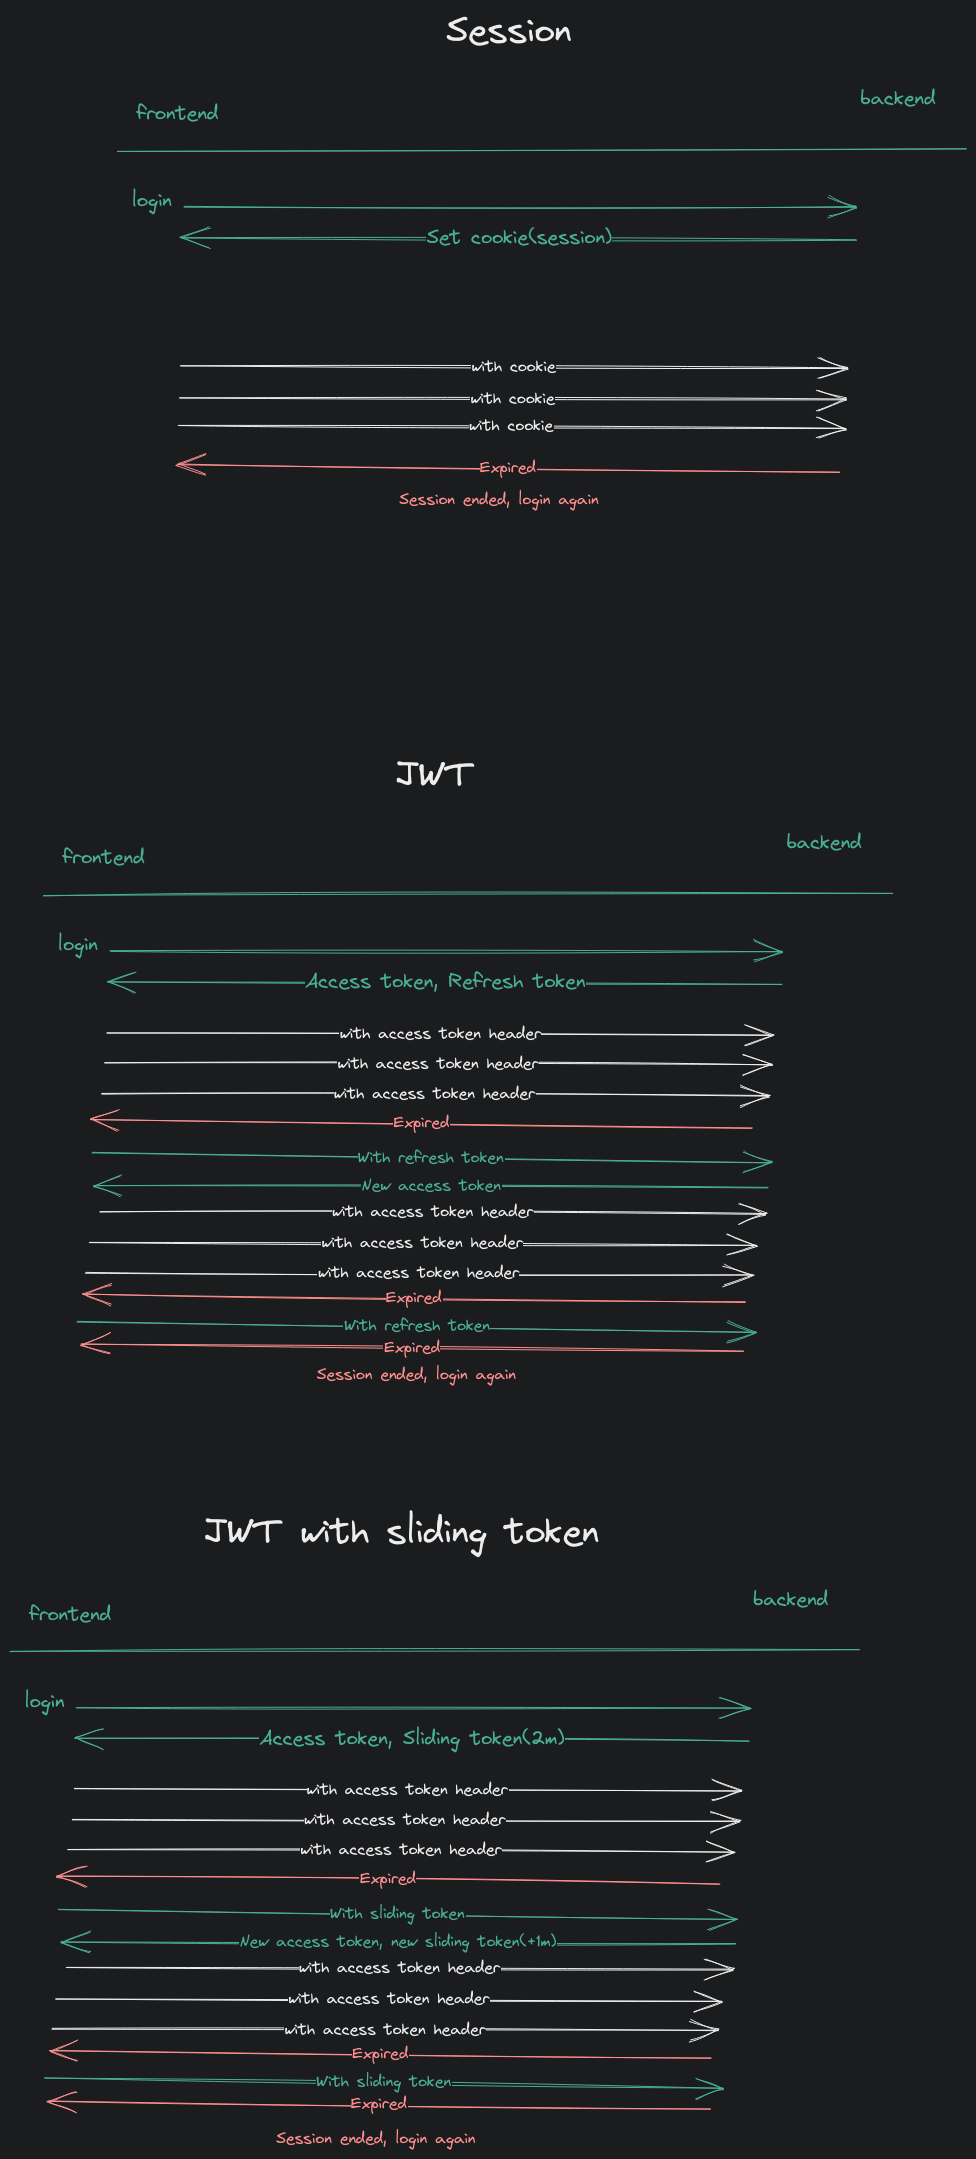 Session
frontend
backend
login
Set cookie(session)
with cookie
with cookie
with cookie
Expired
Session ended, login again
JWT
frontend
backend
login
Access token, Refresh token
with access token header
with access token header
with access token header
Expired
With refresh token
New access token
with access token header
with access token header
with access token header
Expired
With refresh token
Expired
Session ended, login again
JWT with sliding token
frontend
backend
login
Access token, Sliding token(2m)
with access token header
with access token header
with access token header
Expired
With sliding token
New access token, new sliding token(+1m)
with access token header
with access token header
with access token header
Expired
With sliding token
Expired
Session ended, login again